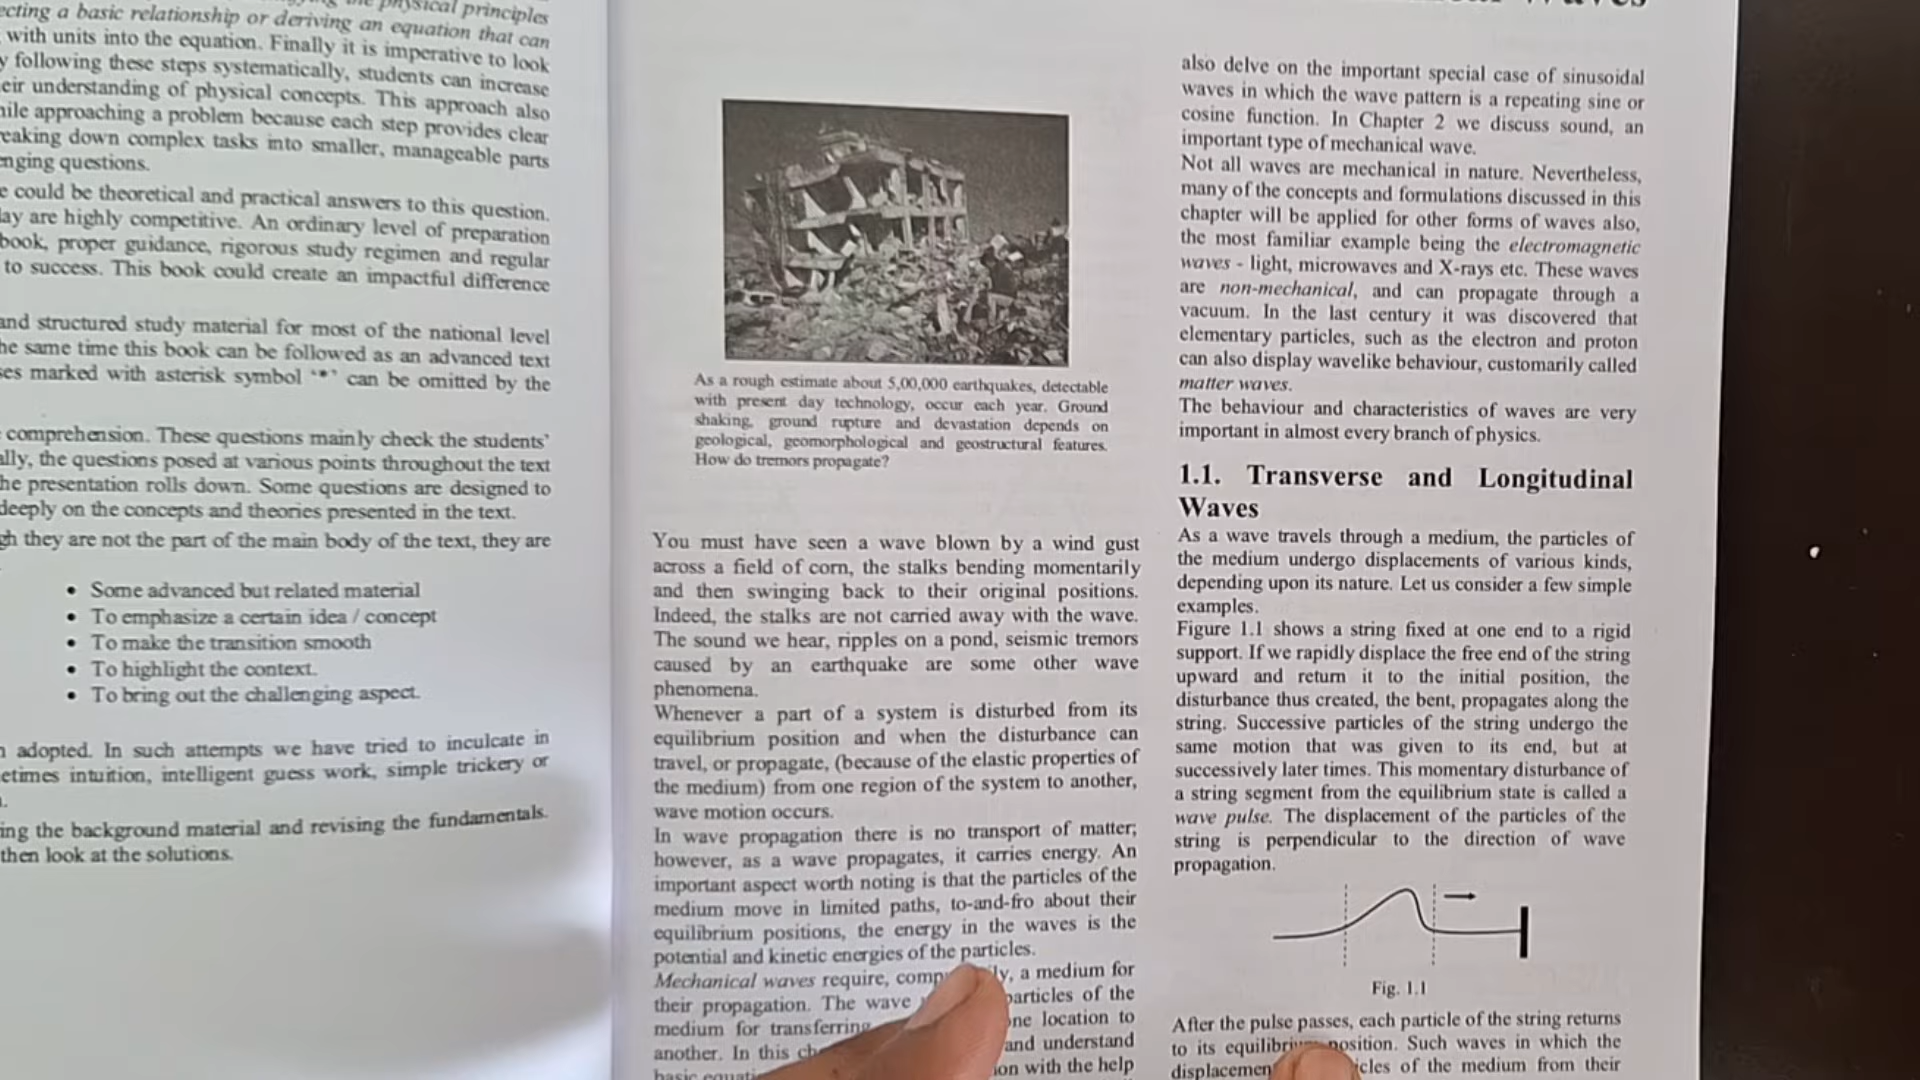 physical principles
ecting a basic relationship or deriving an equation that can
with units into the equation. Finally it is imperative to look
y following these steps systematically, students can increase
eir understanding of physical concepts. This approach also
ile approaching a problem because each step provides clear
reaking down complex tasks into smaller, manageable parts
enging questions.
e could be theoretical and practical answers to this question.
lay are highly competitive. An ordinary level of preparation
book, proper guidance, rigorous study regimen and regular
to success. This book could create an impactful difference
and structured study material for most of the national level
he same time this book can be followed as an advanced text
ses marked with asterisk symbol "*" can be omitted by the
comprehension. These questions mainly check the students'
ally, the questions posed at various points throughout the text
he presentation rolls down. Some questions are designed to
deeply on the concepts and theories presented in the text.
gh they are not the part of the main body of the text, they are
• Some advanced but related material
• To emphasize a certain idea / concept
• To make the transition smooth
• To highlight the context.
• To bring out the challenging aspect.
n adopted. In such attempts we have tried to inculcate in
etimes intuition, intelligent guess work, simple trickery or
ing the background material and revising the fundamentals.
then look at the solutions.
As a rough estimate about 5,00,000 earthquakes, detectable
with present day technology, occur each year. Ground
shaking, ground rupture and devastation depends on
geological, geomorphological and geostructural features.
How do tremors propagate?
You must have seen a wave blown by a wind gust
across a field of corn, the stalks bending momentarily
and then swinging back to their original positions.
Indeed, the stalks are not carried away with the wave.
The sound we hear, ripples on a pond, seismic tremors
caused by an earthquake are some other wave
phenomena.
Whenever a part of a system is disturbed from its
equilibrium position and when the disturbance can
travel, or propagate, (because of the elastic properties of
the medium) from one region of the system to another,
wave motion occurs.
In wave propagation there is no transport of matter;
however, as a wave propagates, it carries energy. An
important aspect worth noting is that the particles of the
medium move in limited paths, to-and-fro about their
equilibrium positions, the energy in the waves is the
potential and kinetic energies of the particles.
Mechanical waves require, comp ly, a medium for
their propagation. The wave particles of the
medium for transferring one location to
another. In this and understand
basic ion with the help
Waves
also delve on the important special case of sinusoidal
waves in which the wave pattern is a repeating sine or
cosine function. In Chapter 2 we discuss sound, an
important type of mechanical wave.
Not all waves are mechanical in nature. Nevertheless,
many of the concepts and formulations discussed in this
chapter will be applied for other forms of waves also,
the most familiar example being the electromagnetic
waves - light, microwaves and X-rays etc. These waves
are non-mechanical, and can propagate through a
vacuum. In the last century it was discovered that
elementary particles, such as the electron and proton
can also display wavelike behaviour, customarily called
matter waves.
The behaviour and characteristics of waves are very
important in almost every branch of physics.
1.1. Transverse and Longitudinal
Waves
As a wave travels through a medium, the particles of
the medium undergo displacements of various kinds,
depending upon its nature. Let us consider a few simple
examples.
Figure 1.1 shows a string fixed at one end to a rigid
support. If we rapidly displace the free end of the string
upward and return it to the initial position, the
disturbance thus created, the bent, propagates along the
string. Successive particles of the string undergo the
same motion that was given to its end, but at
successively later times. This momentary disturbance of
a string segment from the equilibrium state is called a
wave pulse. The displacement of the particles of the
string is perpendicular to the direction of wave
propagation.
Fig. 1.1
After the pulse passes, each particle of the string returns
to its equilibrium position. Such waves in which the
displacemen cles of the medium from their